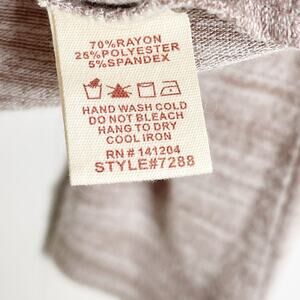 70%RAYON
25%POLYESTER
5%SPANDEX
HAND WASH COLD
DO NOT BLEACH
HANG TO DRY
COOL IRON
RN#141204
STYLE#7288